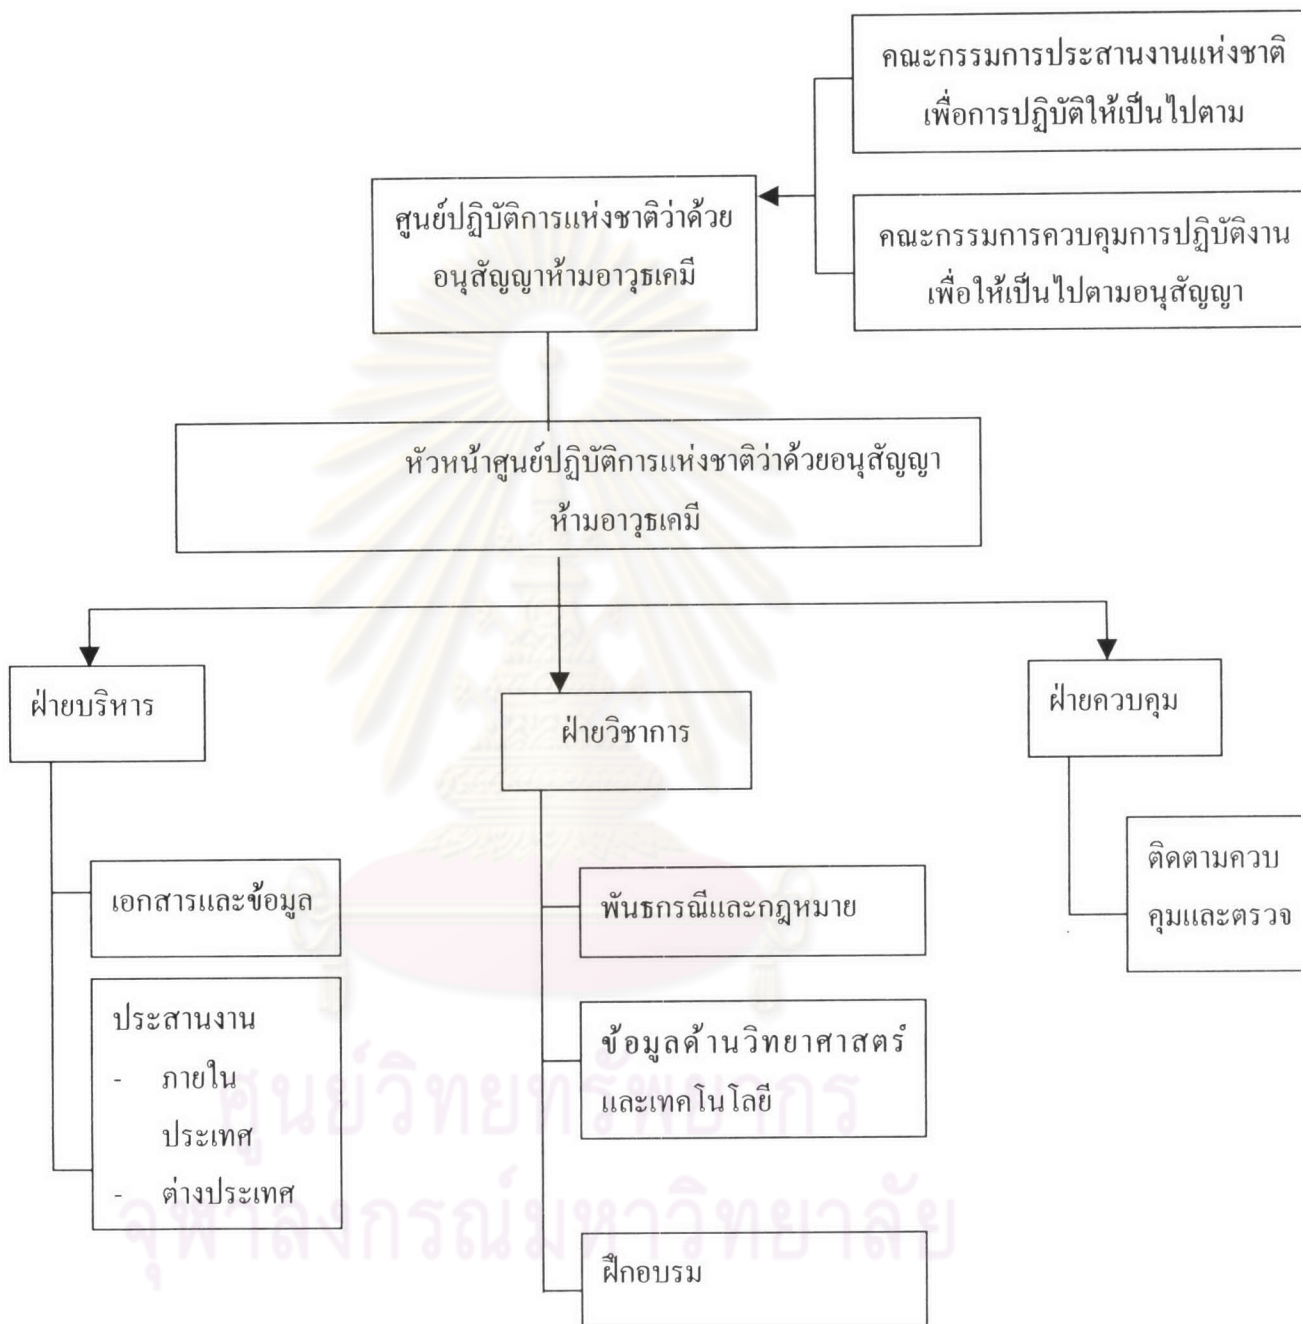 คณะกรรมการประสานงานแห่งชาติ
เพื่อการปฏิบัติให้เป็นไปตาม
ศูนย์ปฏิบัติการแห่งชาติว่าด้วย
อนุสัญญาห้ามอาวุธเคมี
คณะกรรมการควบคุมการปฏิบัติงาน
เพื่อให้เป็นไปตามอนุสัญญา
หัวหน้าศูนย์ปฏิบัติการแห่งชาติว่าด้วยอนุสัญญา
ห้ามอาวุธเคมี
ฝ่ายบริหาร
ฝ่ายวิชาการ
ฝ่ายควบคุม
เอกสารและข้อมูล
ประสานงาน
- ภายใน
ประเทศ
- ต่างประเทศ
พันธกรณีและกฎหมาย
ข้อมูลด้านวิทยาศาสตร์
และเทคโนโลยี
ฝึกอบรม
ติดตามควบ
คุมและตรวจ
ศูนย์วิทยทรัพยากร
จุฬาลงกรณ์มหาวิทยาลัย